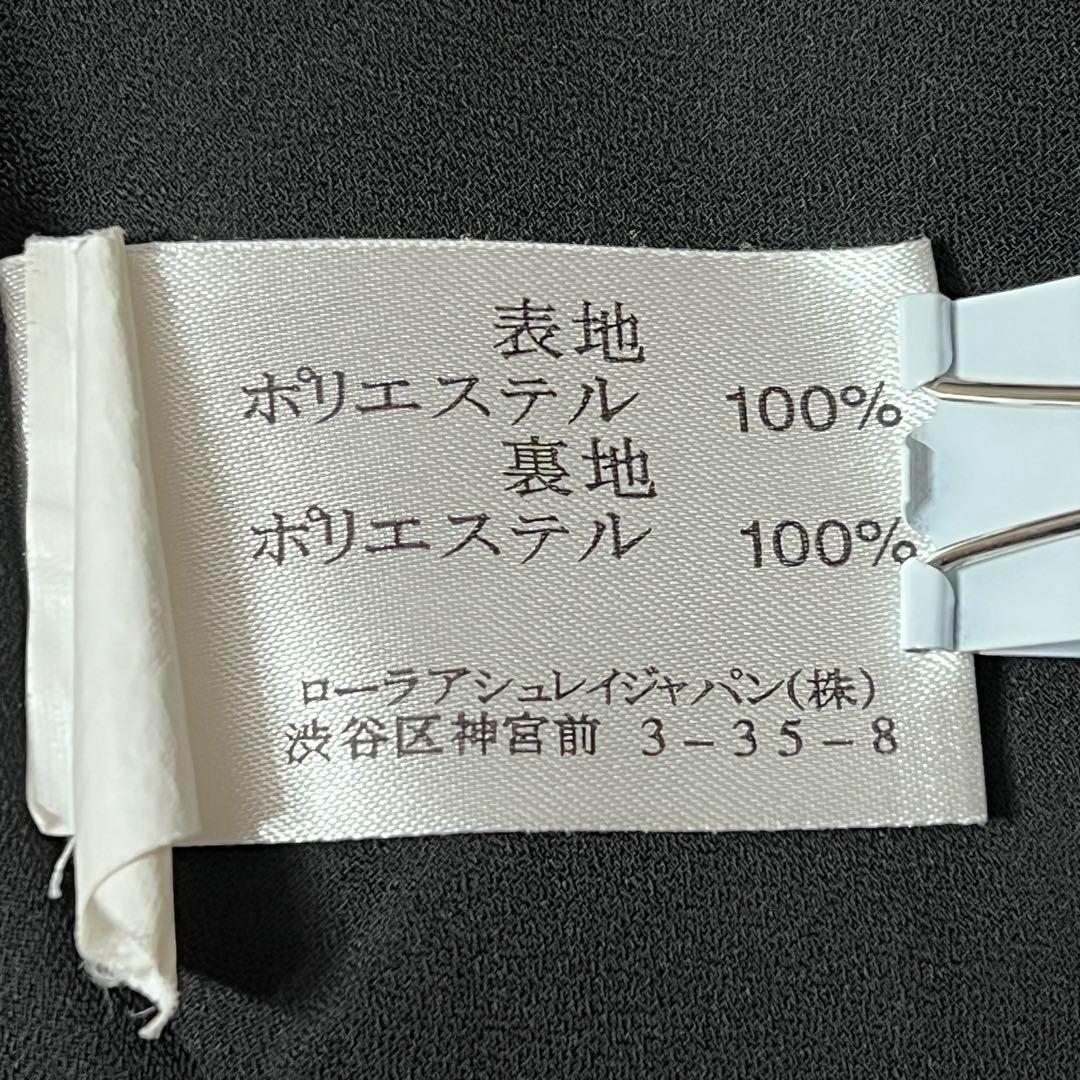 表地
ポリエステル 100%
裏地
ポリエステル 100%
ローラアシュレイジャパン(株)
渋谷区神宮前 3-35-8